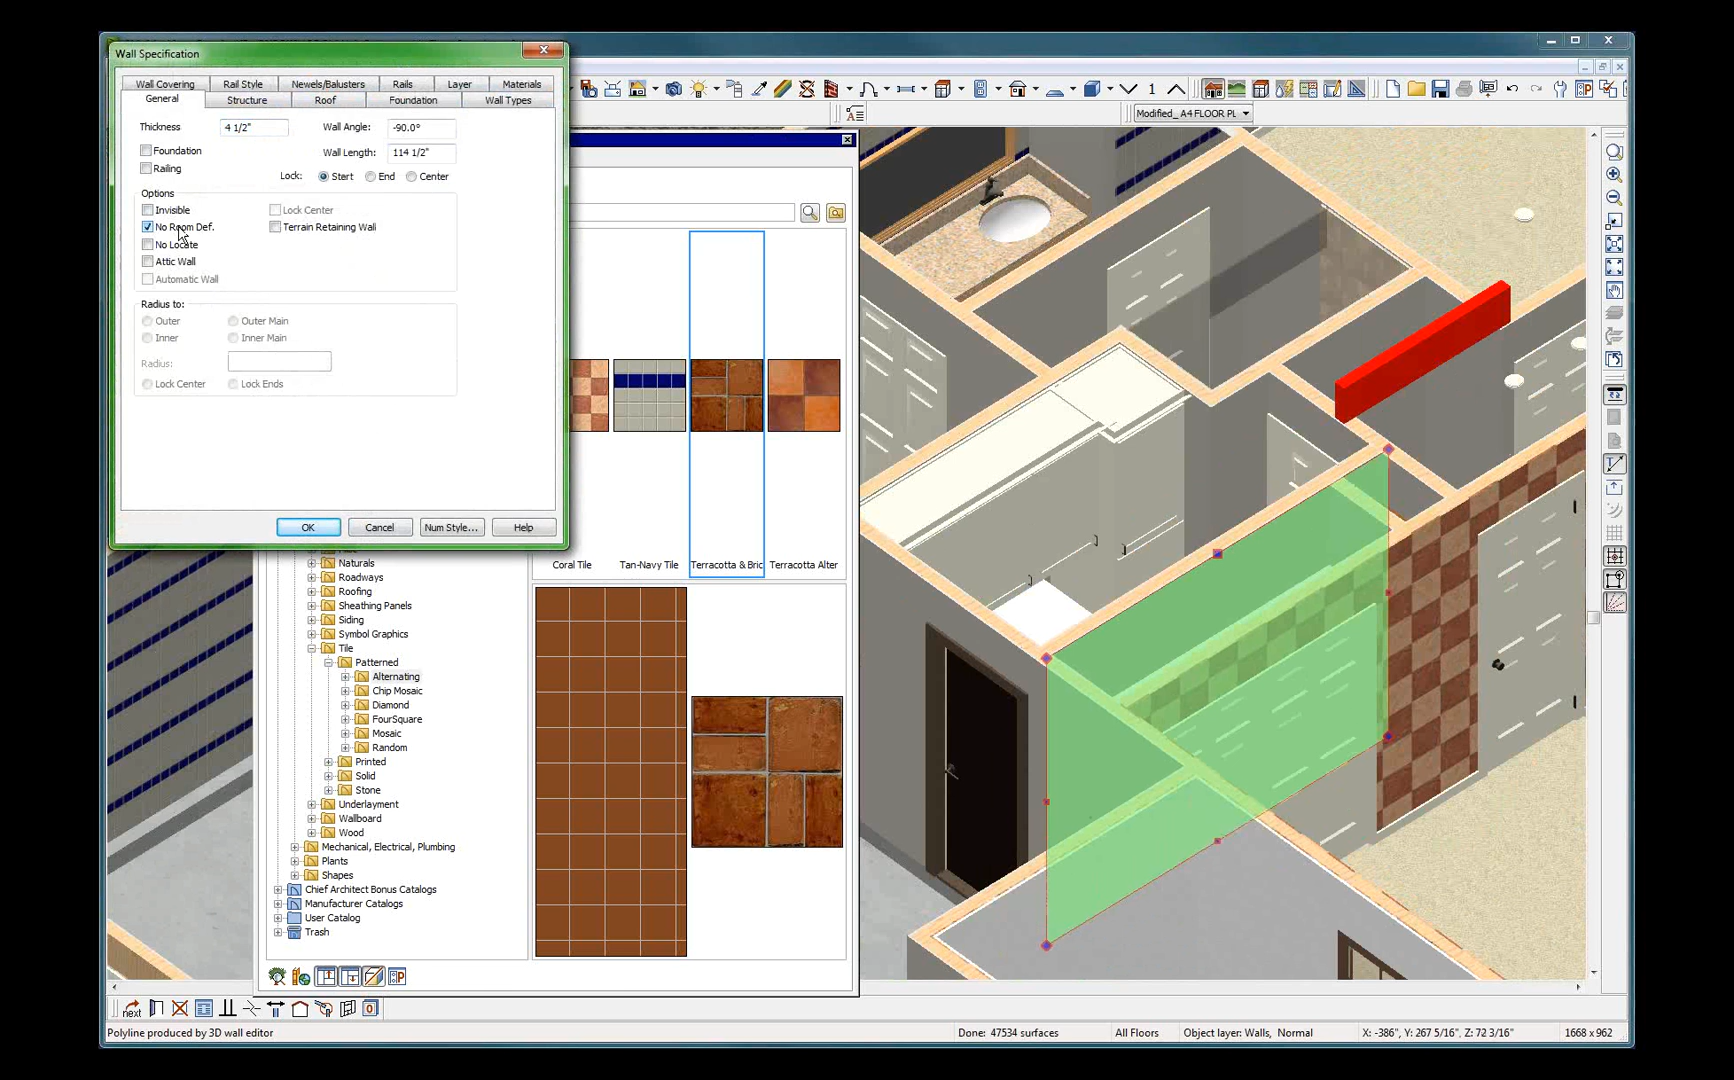 Wall Specification
Wall Covering Rail Style Newels/Balusters Rails Layer Materials
General Structure Roof Foundation Wall Types
Thickness 4 1/2" Wall Angle: -90.0°
Foundation Wall Length: 114 1/2"
Railing Lock: Start End Center
Options
Invisible Lock Center
No Room Def. Terrain Retaining Wall
No Locate
Attic Wall
Automatic Wall
Radius to:
Outer Outer Main
Inner Inner Main
Radius:
Lock Center Lock Ends
OK Cancel Num Style... Help
1
Modified_ A4 FLOOR PL
Coral Tile Tan-Navy Tile Terracotta & Bric Terracotta Alter
Naturals
Roadways
Roofing
Sheathing Panels
Siding
Symbol Graphics
Tile
Patterned
Alternating
Chip Mosaic
Diamond
FourSquare
Mosaic
Random
Printed
Solid
Stone
Underlayment
Wallboard
Wood
Mechanical, Electrical, Plumbing
Plants
Shapes
Chief Architect Bonus Catalogs
Manufacturer Catalogs
User Catalog
Trash
next
Polyline produced by 3D wall editor Done: 47534 surfaces All Floors Object layer: Walls, Normal X: -386", Y: 267 5/16", Z: 72 3/16" 1668 x 962